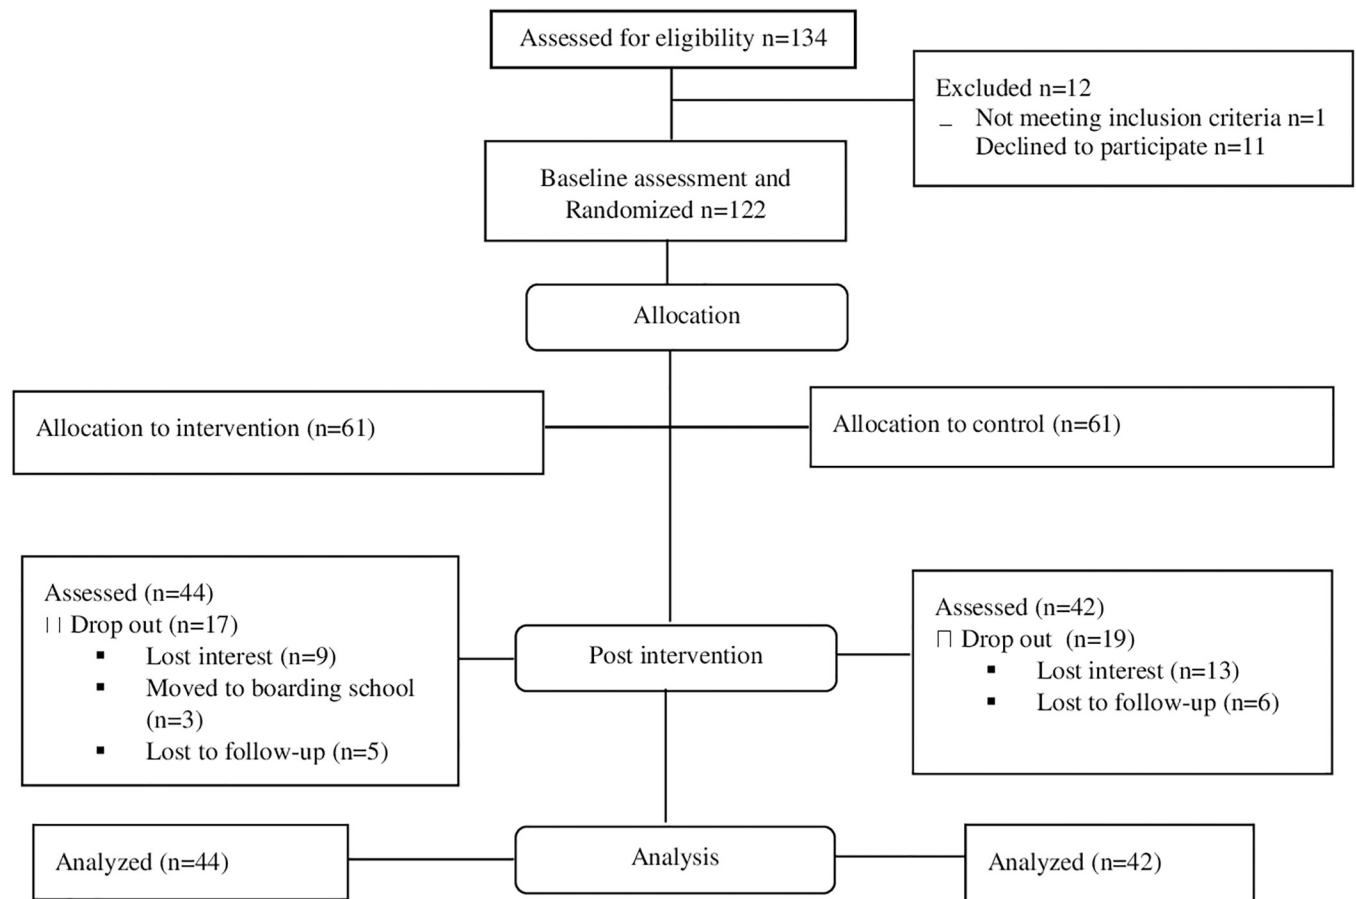 Assessed for eligibility n=134
Excluded n=12
_ Not meeting inclusion criteria n=1
Declined to participate n=11
Baseline assessment and
Randomized n=122
Allocation
Allocation to intervention (n=61)
Allocation to control (n=61)
Assessed (n=44)
Drop out (n=17)
▪ Lost interest (n=9)
▪ Moved to boarding school
(n=3)
▪ Lost to follow-up (n=5)
Post intervention
Assessed (n=42)
Drop out (n=19)
▪ Lost interest (n=13)
▪ Lost to follow-up (n=6)
Analyzed (n=44)
Analysis
Analyzed (n=42)